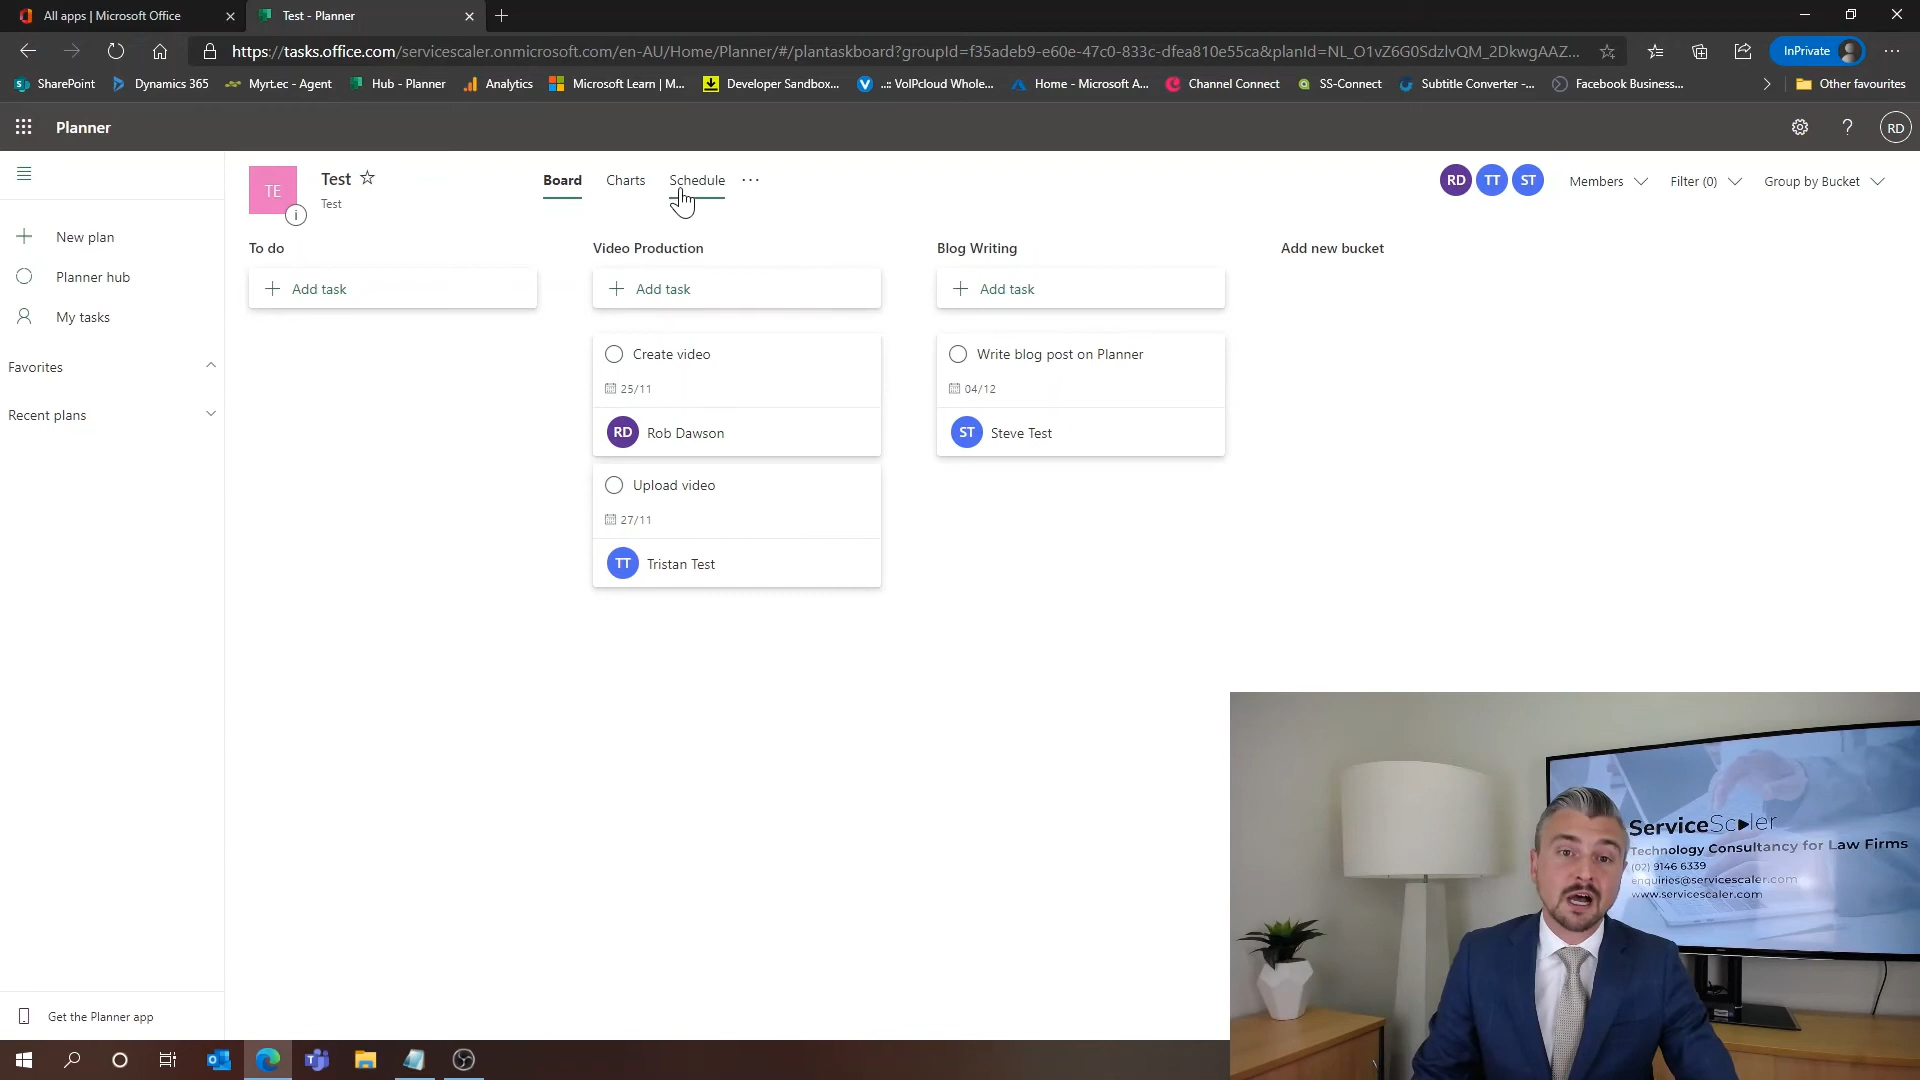 All apps | Microsoft Office
Test - Planner
https://tasks.office.com/servicescaler.onmicrosoft.com/en-AU/Home/Planner/#/plantaskboard?groupId=f35adeb9-e60e-47c0-833c-dfea810e55ca&planId=NL_O1vZ6G0SdzlvQM_2DkwgAAZ...
InPrivate
SharePoint
Dynamics 365
Myrt.ec - Agent
Hub - Planner
Analytics
Microsoft Learn | M...
Developer Sandbox...
..:: VoIPcloud Whole...
Home - Microsoft A...
Channel Connect
SS-Connect
Subtitle Converter -...
Facebook Business...
Other favourites
Planner
RD
TE
Test
Test
Board
Charts
Schedule
RD
TT
ST
Members
Filter (0)
Group by Bucket
New plan
Planner hub
My tasks
Favorites
Recent plans
Get the Planner app
To do
Add task
Video Production
Add task
Create video
25/11
RD
Rob Dawson
Upload video
27/11
TT
Tristan Test
Blog Writing
Add task
Write blog post on Planner
04/12
ST
Steve Test
Add new bucket
ServiceScaler
Technology Consultancy for Law Firms
(02) 9146 6339
enquiries@servicescaler.com
www.servicescaler.com